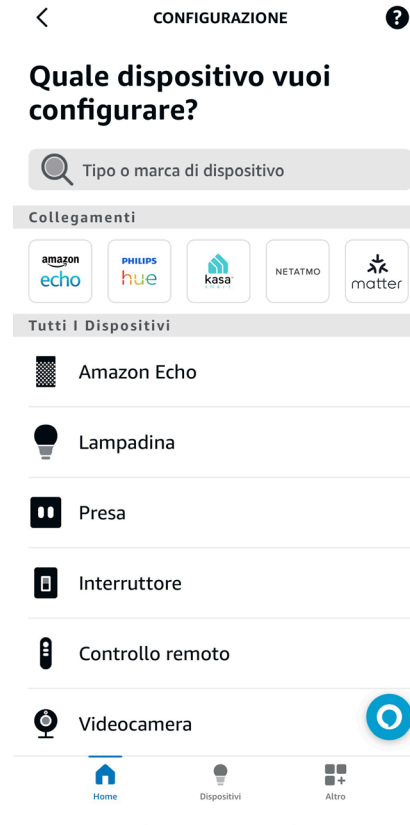 CONFIGURAZIONE
?
Quale dispositivo vuoi
configurare?
Tipo o marca di dispositivo
Collegamenti
amazon
echo
PHILIPS
hue
kasa
smart
NETATMO
matter
Tutti I Dispositivi
Amazon Echo
Lampadina
Presa
Interruttore
Controllo remoto
Videocamera
Home
Dispositivi
Altro